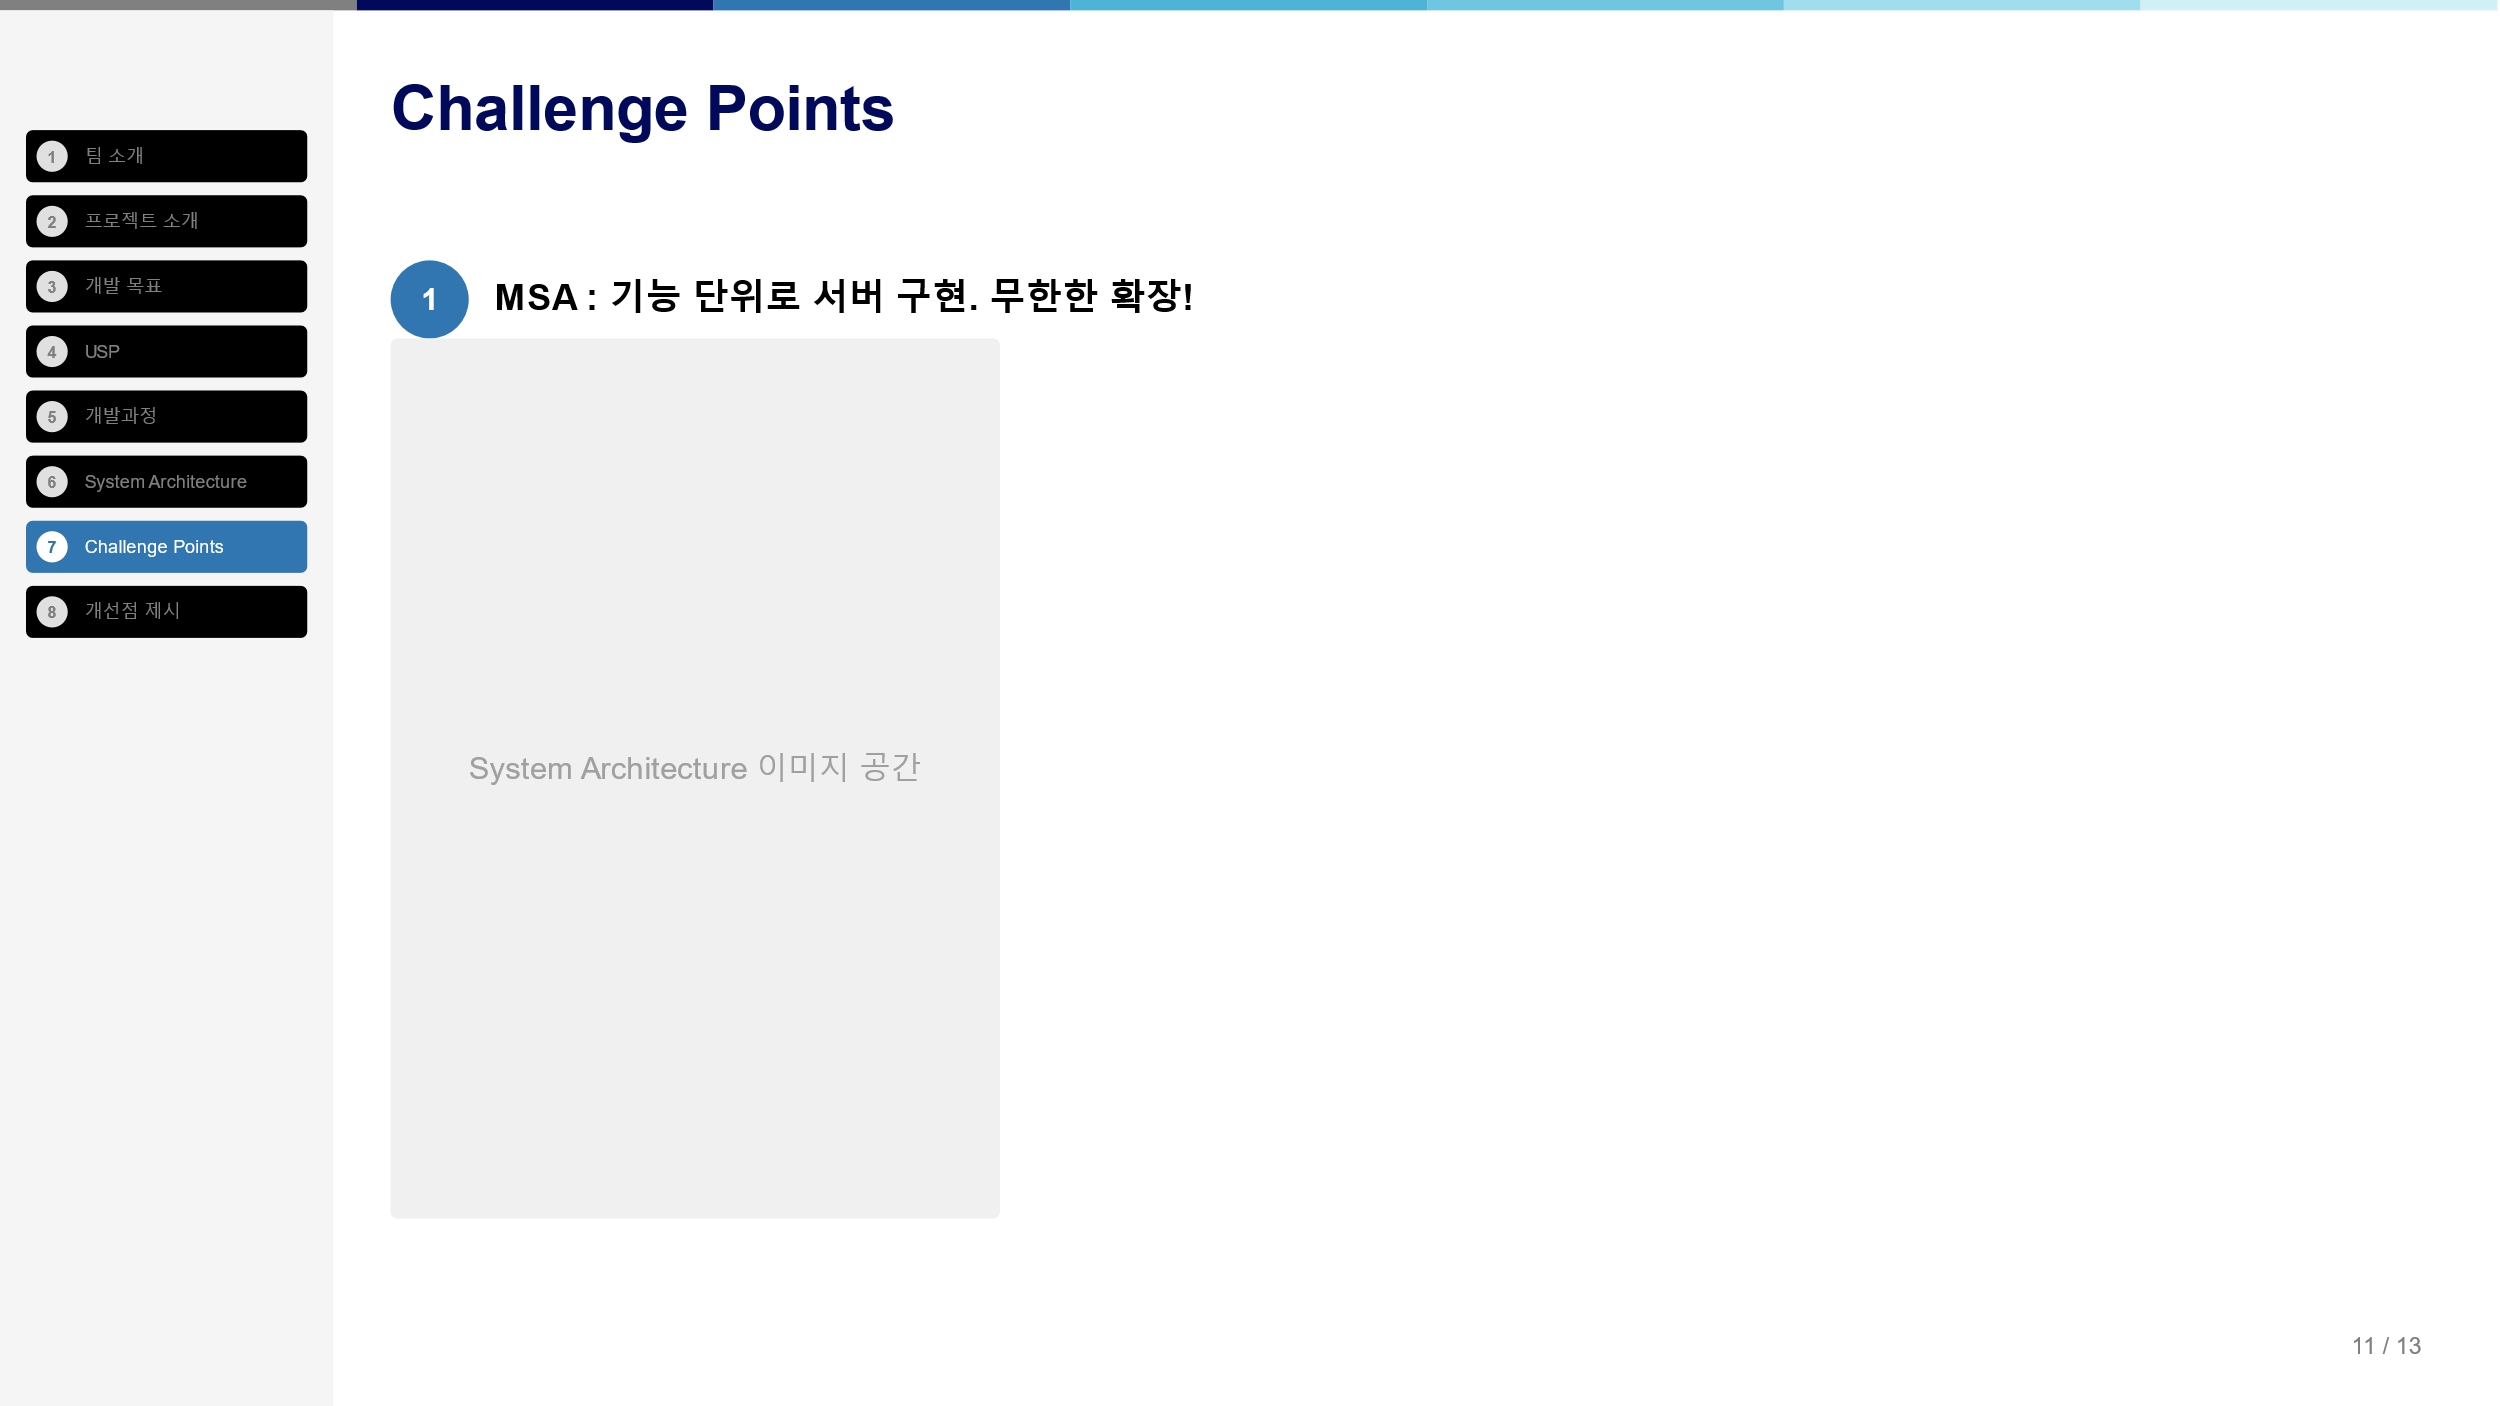 1 팀 소개
2 프로젝트 소개
3 개발 목표
4 USP
5 개발과정
6 System Architecture
7 Challenge Points
8 개선점 제시
Challenge Points
1 MSA : 기능 단위로 서버 구현. 무한한 확장!
System Architecture 이미지 공간
11 / 13